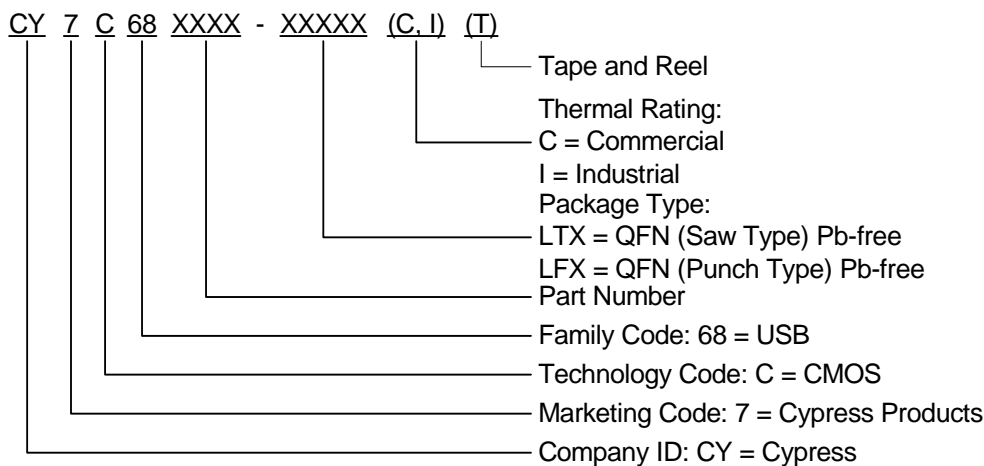 CY 7 C 68 XXXX - XXXXX (C, I) (T)
Tape and Reel
Thermal Rating:
C = Commercial
I = Industrial
Package Type:
LTX = QFN (Saw Type) Pb-free
LFX = QFN (Punch Type) Pb-free
Part Number
Family Code: 68 = USB
Technology Code: C = CMOS
Marketing Code: 7 = Cypress Products
Company ID: CY = Cypress